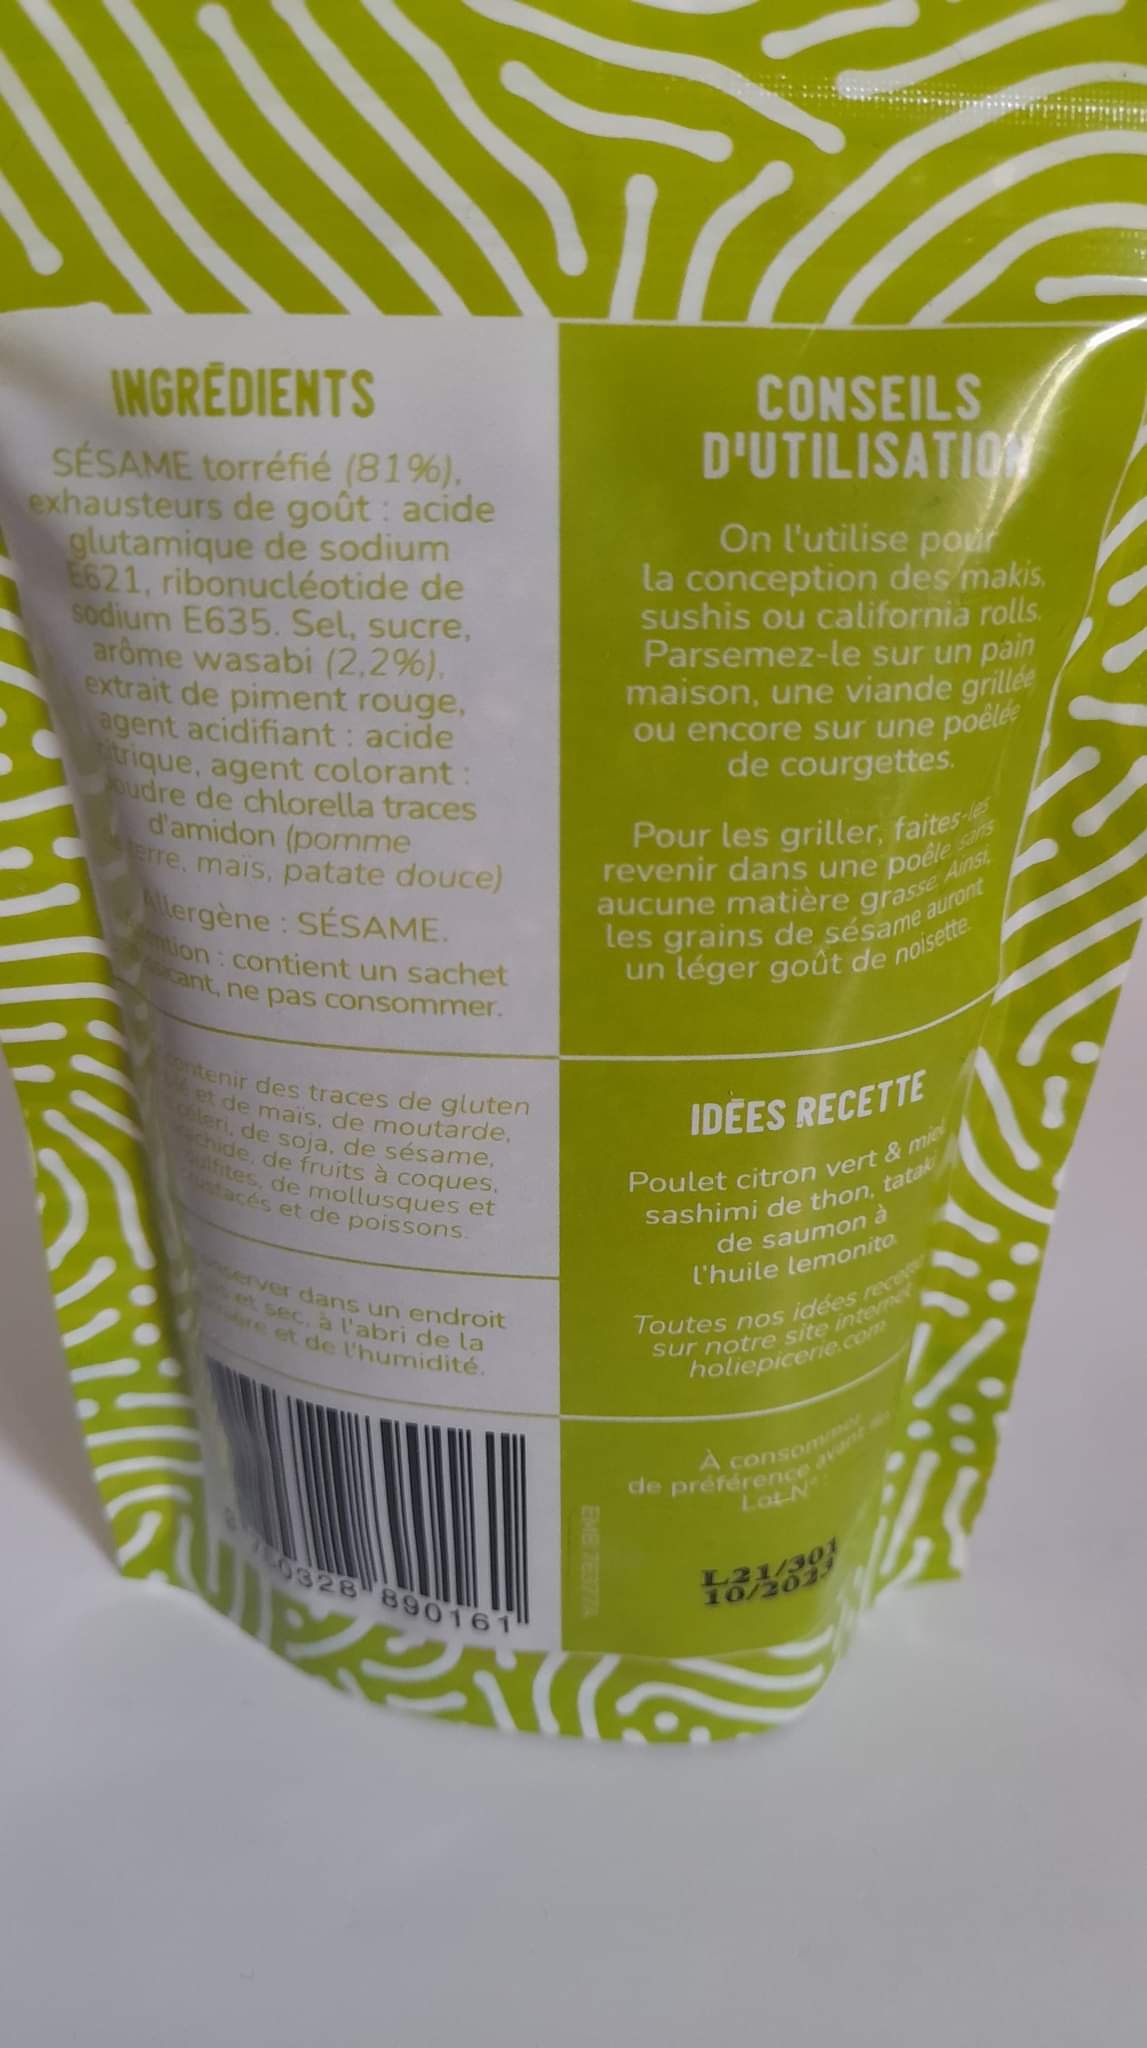 INGRÉDIENTS
SÉSAME torréfié (81%),
exhausteurs de goût : acide
glutamique de sodium
E621, ribonucléotide de
sodium E635. Sel, sucre,
arôme wasabi (2,2%),
extrait de piment rouge,
agent acidifiant : acide
citrique, agent colorant :
poudre de chlorella traces
d'amidon (pomme
terre, maïs, patate douce)
Allergène : SÉSAME.
contient un sachet
ne pas consommer.
contenir des traces de gluten
et de maïs, de moutarde,
de soja, de sésame,
de fruits à coques,
sulfites, de mollusques et
crustacés et de poissons.
Conserver dans un endroit
et sec, à l'abri de la
et de l'humidité.
890161
CONSEILS
D'UTILISATION
On l'utilise pour
la conception des makis,
sushis ou california rolls.
Parsemez-le sur un pain
maison, une viande grillée
ou encore sur une poêlée
de courgettes.
Pour les griller, faites-les
revenir dans une poêle sans
aucune matière grasse. Ainsi,
les grains de sésame auront
un léger goût de noisette.
IDÉES RECETTE
Poulet citron vert & miel,
sashimi de thon, tataki
de saumon à
l'huile lemonito.
Toutes nos idées recettes
sur notre site internet
holiepicerie.com
À consommer
de préférence avant du
Lot N° :
L21/301
10/2023